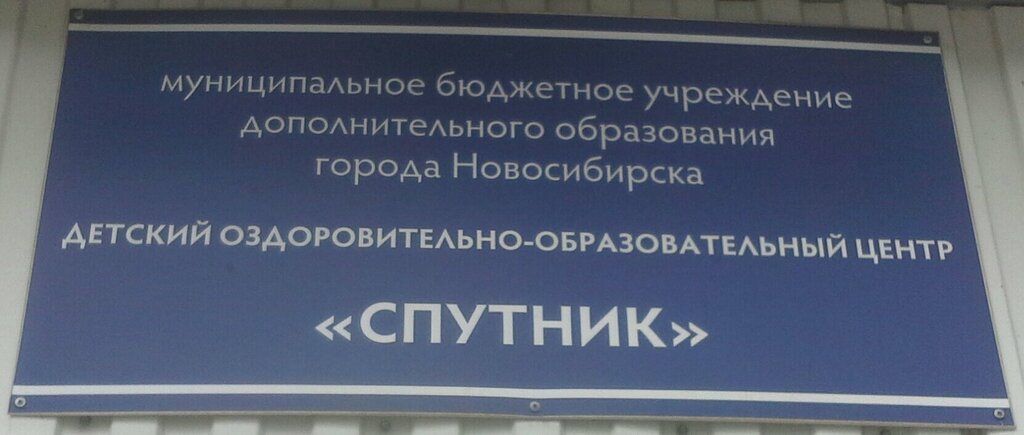 муниципальное бюджетное учреждение
дополнительного образования
города Новосибирска
ДЕТСКИЙ ОЗДОРОВИТЕЛЬНО-ОБРАЗОВАТЕЛЬНЫЙ ЦЕНТР
«СПУТНИК»